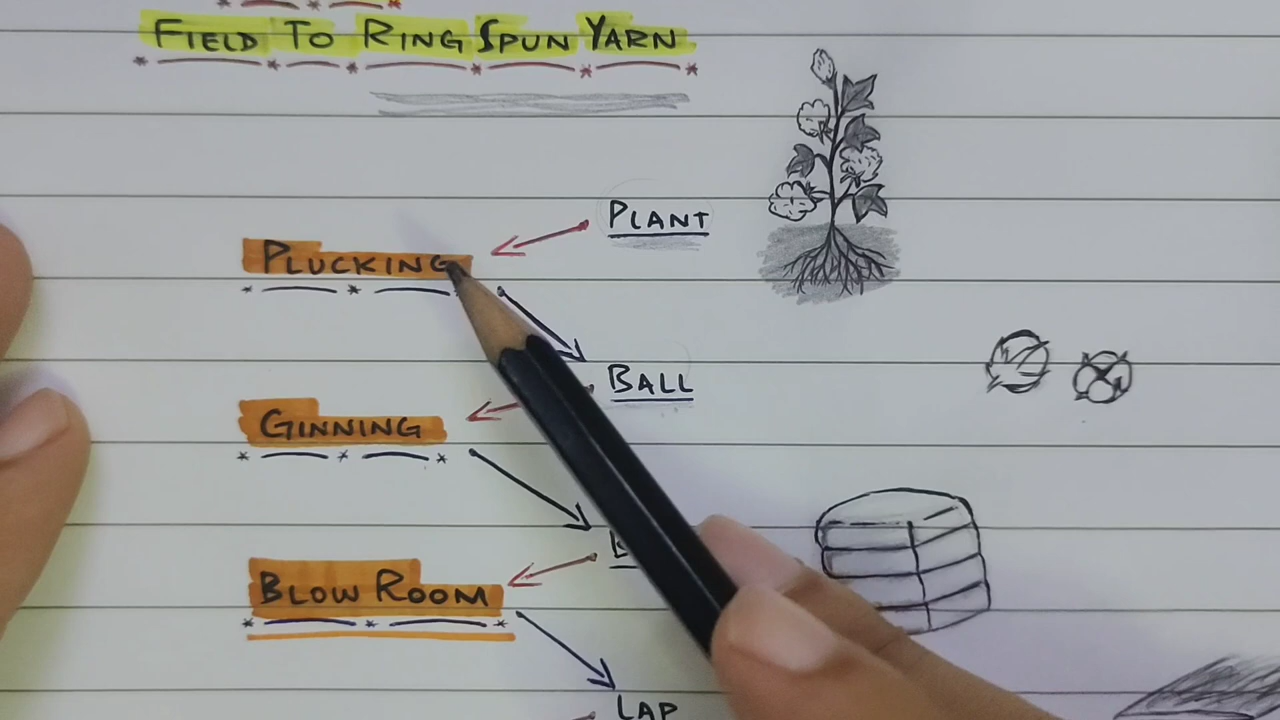 FIELD TO RING SPUN YARN
PLANT
PLUCKING
BALL
GINNING
BLOW ROOM
LAP